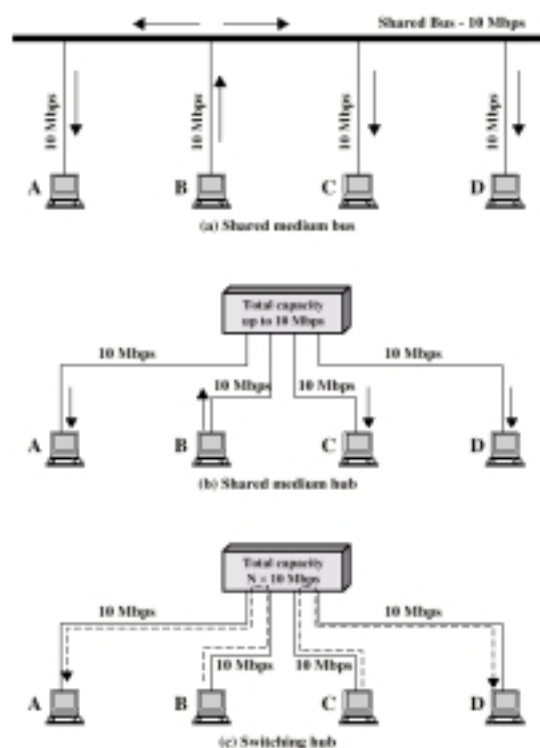 Shared Bus - 10 Mbps
10 Mbps
10 Mbps
10 Mbps
10 Mbps
A
B
C
D
(a) Shared medium bus
Total capacity
up to 10 Mbps
10 Mbps
10 Mbps
10 Mbps
10 Mbps
A
B
C
D
(b) Shared medium hub
Total capacity
N - 10 Mbps
10 Mbps
10 Mbps
10 Mbps
10 Mbps
A
B
C
D
(c) Switching hub